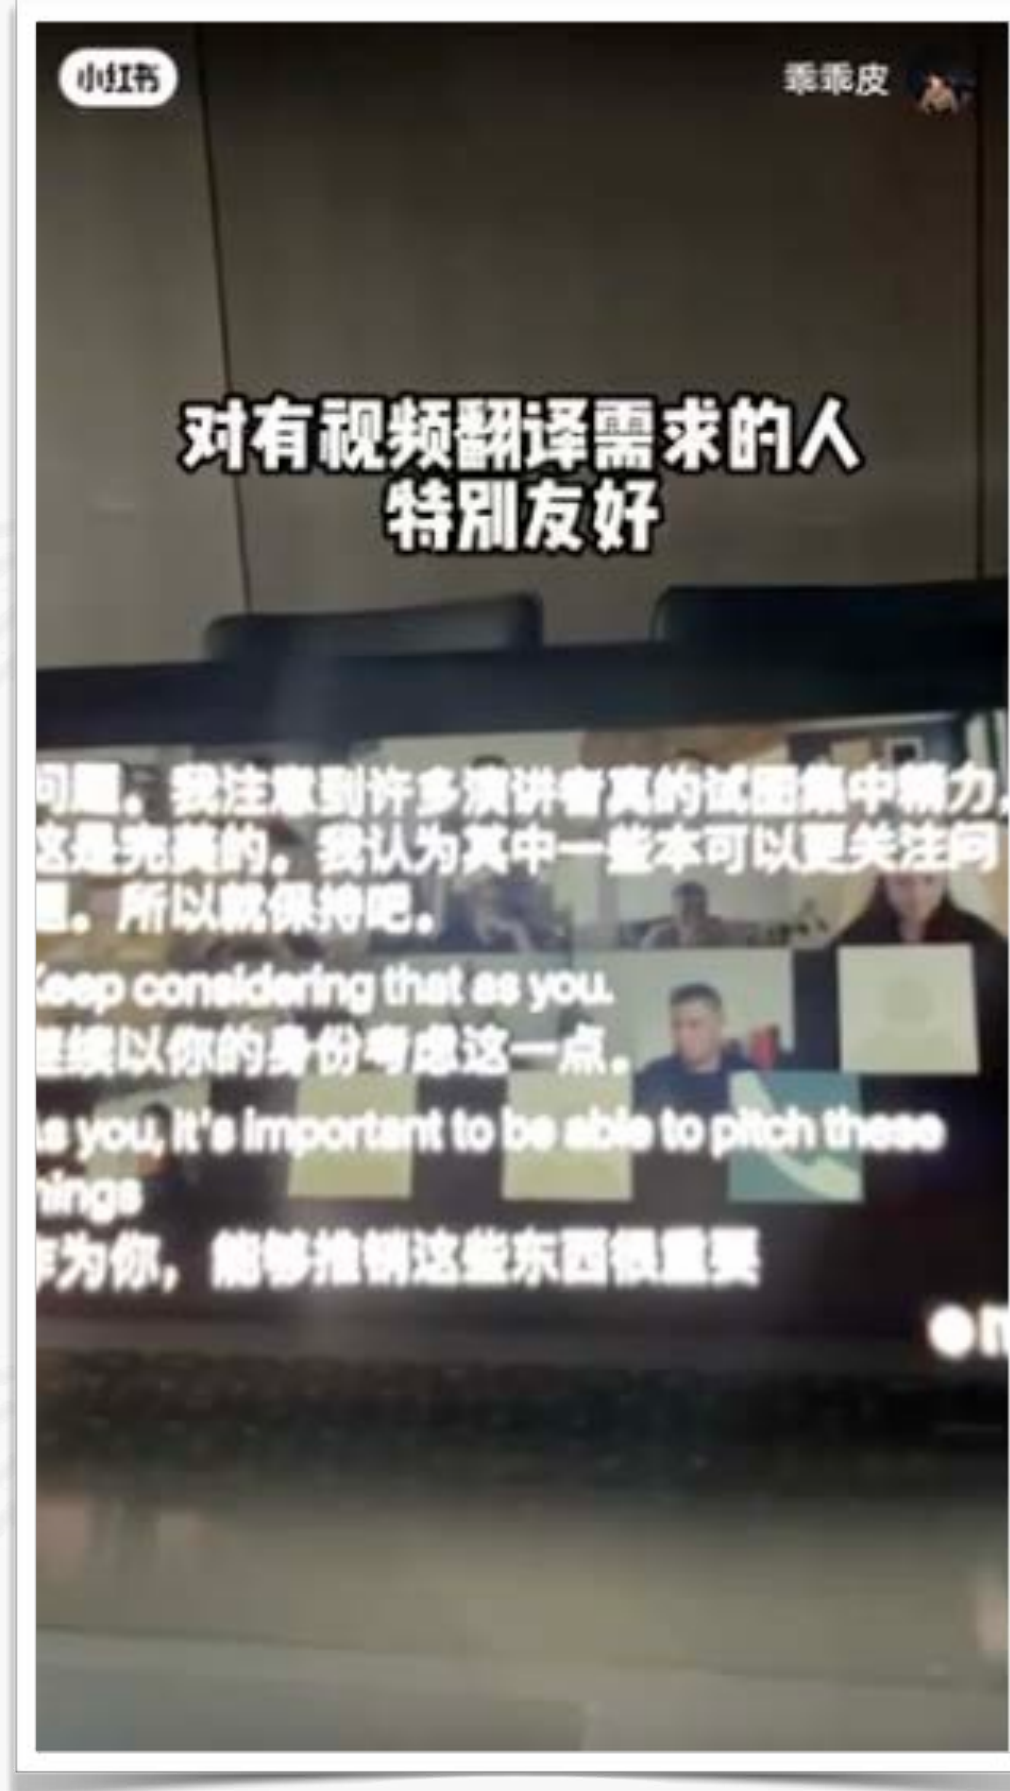 小红书
乖乖皮
对有视频翻译需求的人
特别友好
问题。我注意到许多演讲者真的试图集中精力,
这是完美的。我认为其中一些本可以更关注问
题。所以就保持吧。
Keep considering that as you.
继续以你的身份考虑这一点。
as you, it's important to be able to pitch these
things
作为你，能够推销这些东西很重要